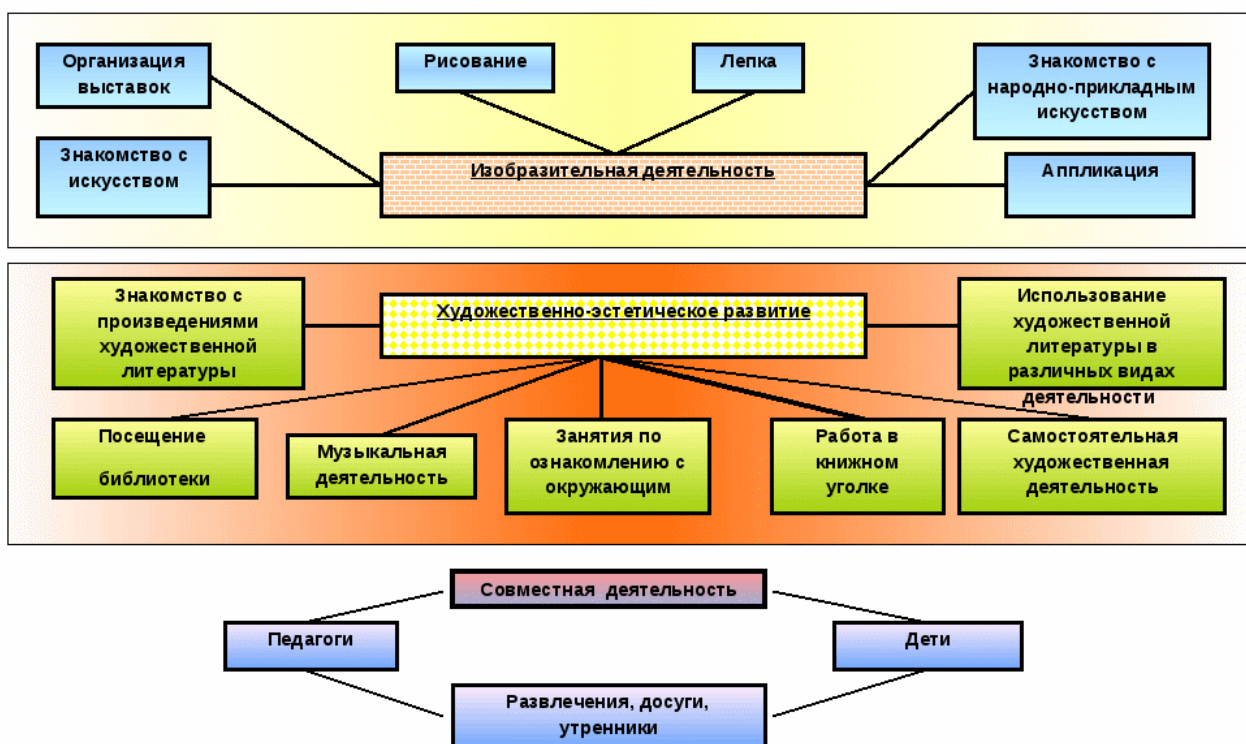 Организация
выставок
Рисование
Лепка
Знакомство с
народно-прикладным
искусством
Знакомство с
искусством
Изобразительная деятельность
Аппликация
Знакомство с
произведениями
художественной
литературы
Художественно-эстетическое развитие
Использование
художественной
литературы в
различных видах
деятельности
Посещение
библиотеки
Музыкальная
деятельность
Занятия по
ознакомлению с
окружающим
Работа в
книжном
уголке
Самостоятельная
художественная
деятельность
Совместная деятельность
Педагоги
Дети
Развлечения, досуги,
утренники